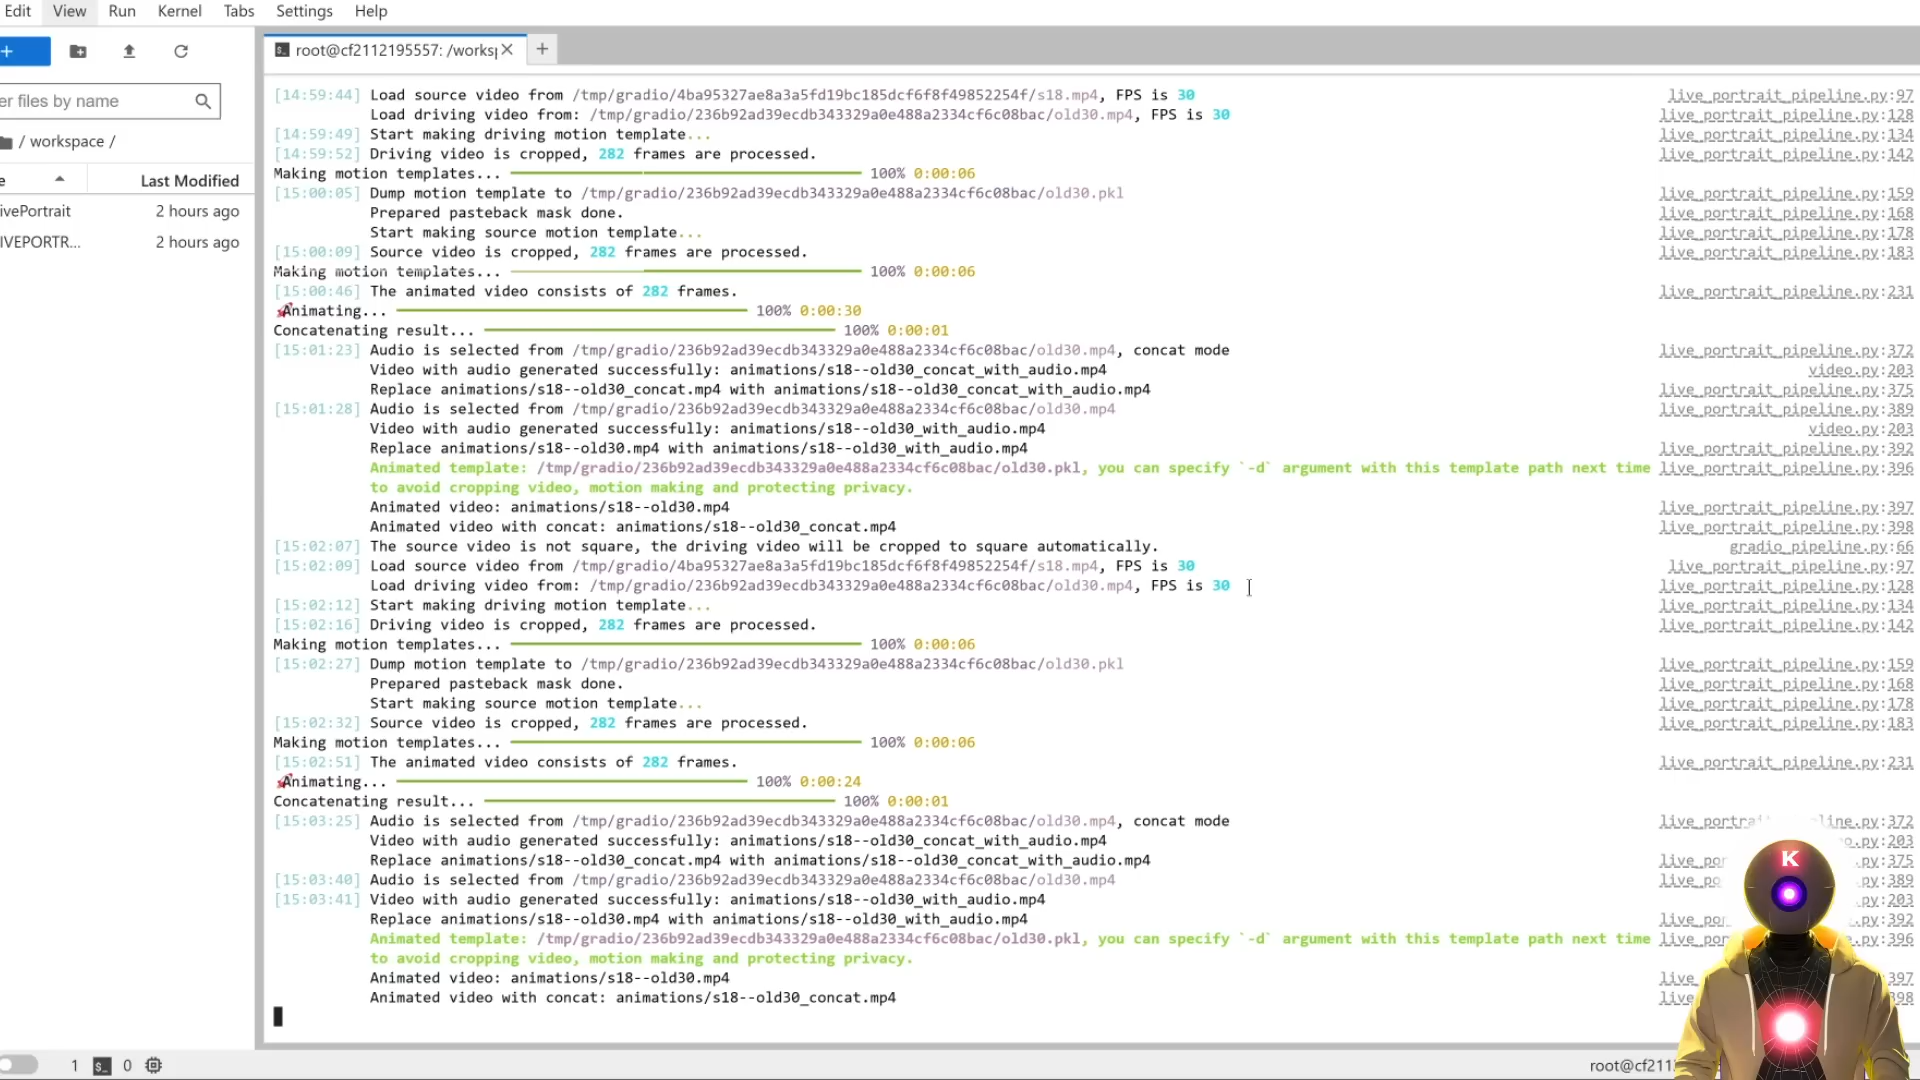 Edit View Run Kernel Tabs Settings Help
root@cf2112195557: /worksp
er files by name
/ workspace /
e Last Modified
ivePortrait 2 hours ago
IVEPORTR... 2 hours ago
[14:59:44] Load source video from /tmp/gradio/4ba95327ae8a3a5fd19bc185dcf6f8f49852254f/s18.mp4, FPS is 30 live_portrait_pipeline.py:97
Load driving video from: /tmp/gradio/236b92ad39ecdb343329a0e488a2334cf6c08bac/old30.mp4, FPS is 30 live_portrait_pipeline.py:128
[14:59:49] Start making driving motion template... live_portrait_pipeline.py:134
[14:59:52] Driving video is cropped, 282 frames are processed. live_portrait_pipeline.py:142
Making motion templates... 100% 0:00:06
[15:00:05] Dump motion template to /tmp/gradio/236b92ad39ecdb343329a0e488a2334cf6c08bac/old30.pkl live_portrait_pipeline.py:159
Prepared pasteback mask done. live_portrait_pipeline.py:168
Start making source motion template... live_portrait_pipeline.py:178
[15:00:09] Source video is cropped, 282 frames are processed. live_portrait_pipeline.py:183
Making motion templates... 100% 0:00:06
[15:00:46] The animated video consists of 282 frames. live_portrait_pipeline.py:231
🚀Animating... 100% 0:00:30
Concatenating result... 100% 0:00:01
[15:01:23] Audio is selected from /tmp/gradio/236b92ad39ecdb343329a0e488a2334cf6c08bac/old30.mp4, concat mode live_portrait_pipeline.py:372
Video with audio generated successfully: animations/s18--old30_concat_with_audio.mp4 video.py:203
Replace animations/s18--old30_concat.mp4 with animations/s18--old30_concat_with_audio.mp4 live_portrait_pipeline.py:375
[15:01:28] Audio is selected from /tmp/gradio/236b92ad39ecdb343329a0e488a2334cf6c08bac/old30.mp4 live_portrait_pipeline.py:389
Video with audio generated successfully: animations/s18--old30_with_audio.mp4 video.py:203
Replace animations/s18--old30.mp4 with animations/s18--old30_with_audio.mp4 live_portrait_pipeline.py:392
Animated template: /tmp/gradio/236b92ad39ecdb343329a0e488a2334cf6c08bac/old30.pkl, you can specify `-d` argument with this template path next time live_portrait_pipeline.py:396
to avoid cropping video, motion making and protecting privacy.
Animated video: animations/s18--old30.mp4 live_portrait_pipeline.py:397
Animated video with concat: animations/s18--old30_concat.mp4 live_portrait_pipeline.py:398
[15:02:07] The source video is not square, the driving video will be cropped to square automatically. gradio_pipeline.py:66
[15:02:09] Load source video from /tmp/gradio/4ba95327ae8a3a5fd19bc185dcf6f8f49852254f/s18.mp4, FPS is 30 live_portrait_pipeline.py:97
Load driving video from: /tmp/gradio/236b92ad39ecdb343329a0e488a2334cf6c08bac/old30.mp4, FPS is 30 live_portrait_pipeline.py:128
[15:02:12] Start making driving motion template... live_portrait_pipeline.py:134
[15:02:16] Driving video is cropped, 282 frames are processed. live_portrait_pipeline.py:142
Making motion templates... 100% 0:00:06
[15:02:27] Dump motion template to /tmp/gradio/236b92ad39ecdb343329a0e488a2334cf6c08bac/old30.pkl live_portrait_pipeline.py:159
Prepared pasteback mask done. live_portrait_pipeline.py:168
Start making source motion template... live_portrait_pipeline.py:178
[15:02:32] Source video is cropped, 282 frames are processed. live_portrait_pipeline.py:183
Making motion templates... 100% 0:00:06
[15:02:51] The animated video consists of 282 frames. live_portrait_pipeline.py:231
🚀Animating... 100% 0:00:24
Concatenating result... 100% 0:00:01
[15:03:25] Audio is selected from /tmp/gradio/236b92ad39ecdb343329a0e488a2334cf6c08bac/old30.mp4, concat mode line.py:372
Video with audio generated successfully: animations/s18--old30_concat_with_audio.mp4 :203
Replace animations/s18--old30_concat.mp4 with animations/s18--old30_concat_with_audio.mp4 live_po .py:375
[15:03:40] Audio is selected from /tmp/gradio/236b92ad39ecdb343329a0e488a2334cf6c08bac/old30.mp4 live_p .py:389
[15:03:41] Video with audio generated successfully: animations/s18--old30_with_audio.mp4 .py:203
Replace animations/s18--old30.mp4 with animations/s18--old30_with_audio.mp4 live_po .py:392
Animated template: /tmp/gradio/236b92ad39ecdb343329a0e488a2334cf6c08bac/old30.pkl, you can specify `-d` argument with this template path next time live_po .py:396
to avoid cropping video, motion making and protecting privacy.
Animated video: animations/s18--old30.mp4 live 397
Animated video with concat: animations/s18--old30_concat.mp4 live 398
K
1 0 root@cf211